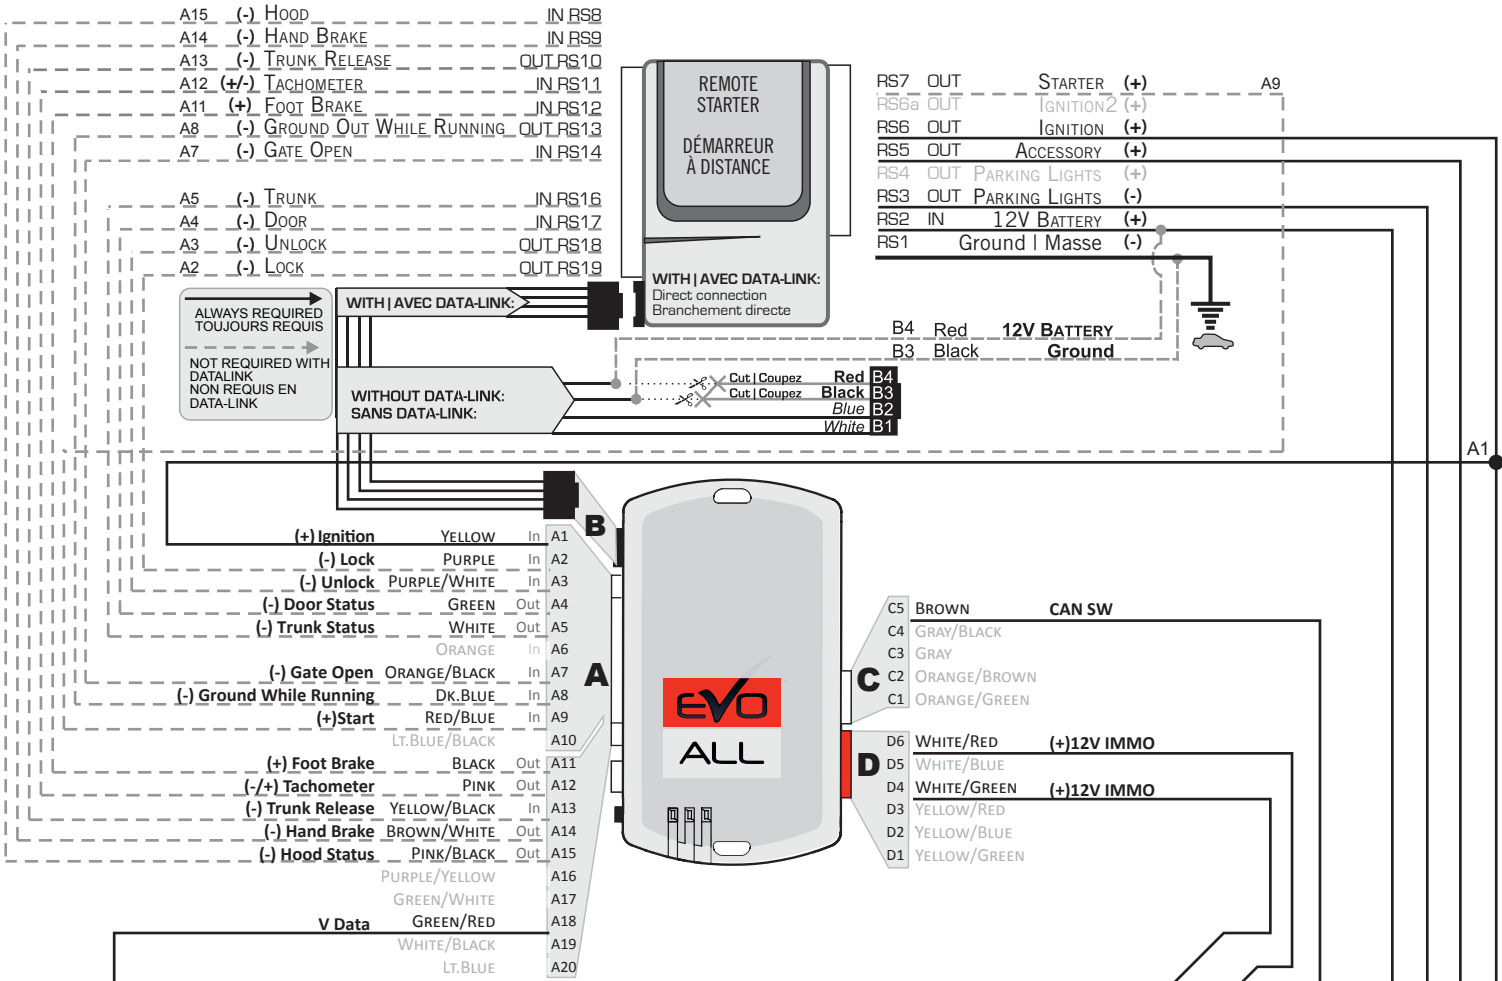 A15 (-) Hood IN RS8
A14 (-) Hand Brake IN RS9
A13 (-) Trunk Release OUT RS10
A12 (+/-) Tachometer IN RS11
A11 (+) Foot Brake IN RS12
A8 (-) Ground Out While Running OUT RS13
A7 (-) Gate Open IN RS14
A5 (-) Trunk IN RS16
A4 (-) Door IN RS17
A3 (-) Unlock OUT RS18
A2 (-) Lock OUT RS19
REMOTE
STARTER
DÉMARREUR
À DISTANCE
WITH | AVEC DATA-LINK:
Direct connection
Branchement directe
RS7 OUT Starter (+) A9
RS6a OUT Ignition2 (+)
RS6 OUT Ignition (+)
RS5 OUT Accessory (+)
RS4 OUT Parking Lights (+)
RS3 OUT Parking Lights (-)
RS2 IN 12V Battery (+)
RS1 Ground | Masse (-)
ALWAYS REQUIRED
TOUJOURS REQUIS
NOT REQUIRED WITH
DATALINK
NON REQUIS EN
DATA-LINK
WITH | AVEC DATA-LINK:
B4 Red 12V Battery
B3 Black Ground
WITHOUT DATA-LINK:
SANS DATA-LINK:
Cut | Coupez Red B4
Cut | Coupez Black B3
Blue B2
White B1
A1
B
(+) Ignition Yellow In A1
(-) Lock Purple In A2
(-) Unlock Purple/White In A3
(-) Door Status Green Out A4
(-) Trunk Status White Out A5
Orange In A6
(-) Gate Open Orange/Black In A7
(-) Ground While Running Dk.Blue In A8
(+)Start Red/Blue In A9
Lt.Blue/Black A10
(+) Foot Brake Black Out A11
(-/+) Tachometer Pink Out A12
(-) Trunk Release Yellow/Black In A13
(-) Hand Brake Brown/White Out A14
(-) Hood Status Pink/Black Out A15
Purple/Yellow A16
Green/White A17
V Data Green/Red A18
White/Black A19
Lt.Blue A20
A
EVO
ALL
C
C5 Brown CAN SW
C4 Gray/Black
C3 Gray
C2 Orange/Brown
C1 Orange/Green
D
D6 White/Red (+)12V IMMO
D5 White/Blue
D4 White/Green (+)12V IMMO
D3 Yellow/Red
D2 Yellow/Blue
D1 Yellow/Green